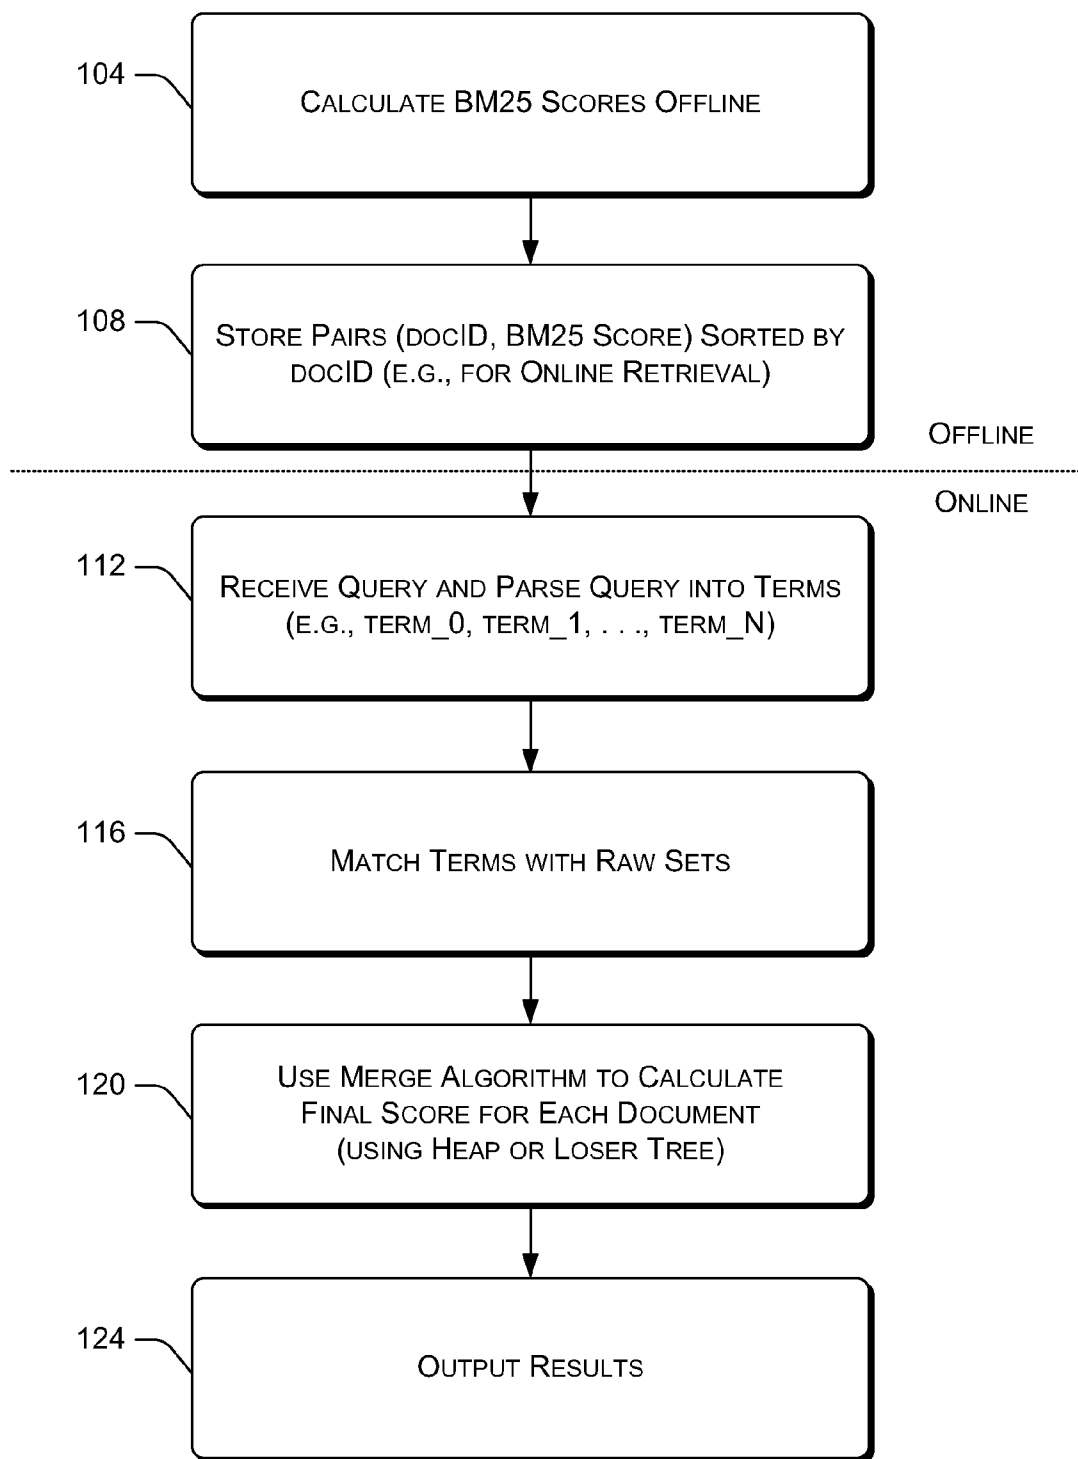 104
CALCULATE BM25 SCORES OFFLINE
108
STORE PAIRS (DOCID, BM25 SCORE) SORTED BY
DOCID (E.G., FOR ONLINE RETRIEVAL)
OFFLINE
ONLINE
112
RECEIVE QUERY AND PARSE QUERY INTO TERMS
(E.G., TERM_0, TERM_1, . . ., TERM_N)
116
MATCH TERMS WITH RAW SETS
120
USE MERGE ALGORITHM TO CALCULATE
FINAL SCORE FOR EACH DOCUMENT
(USING HEAP OR LOSER TREE)
124
OUTPUT RESULTS